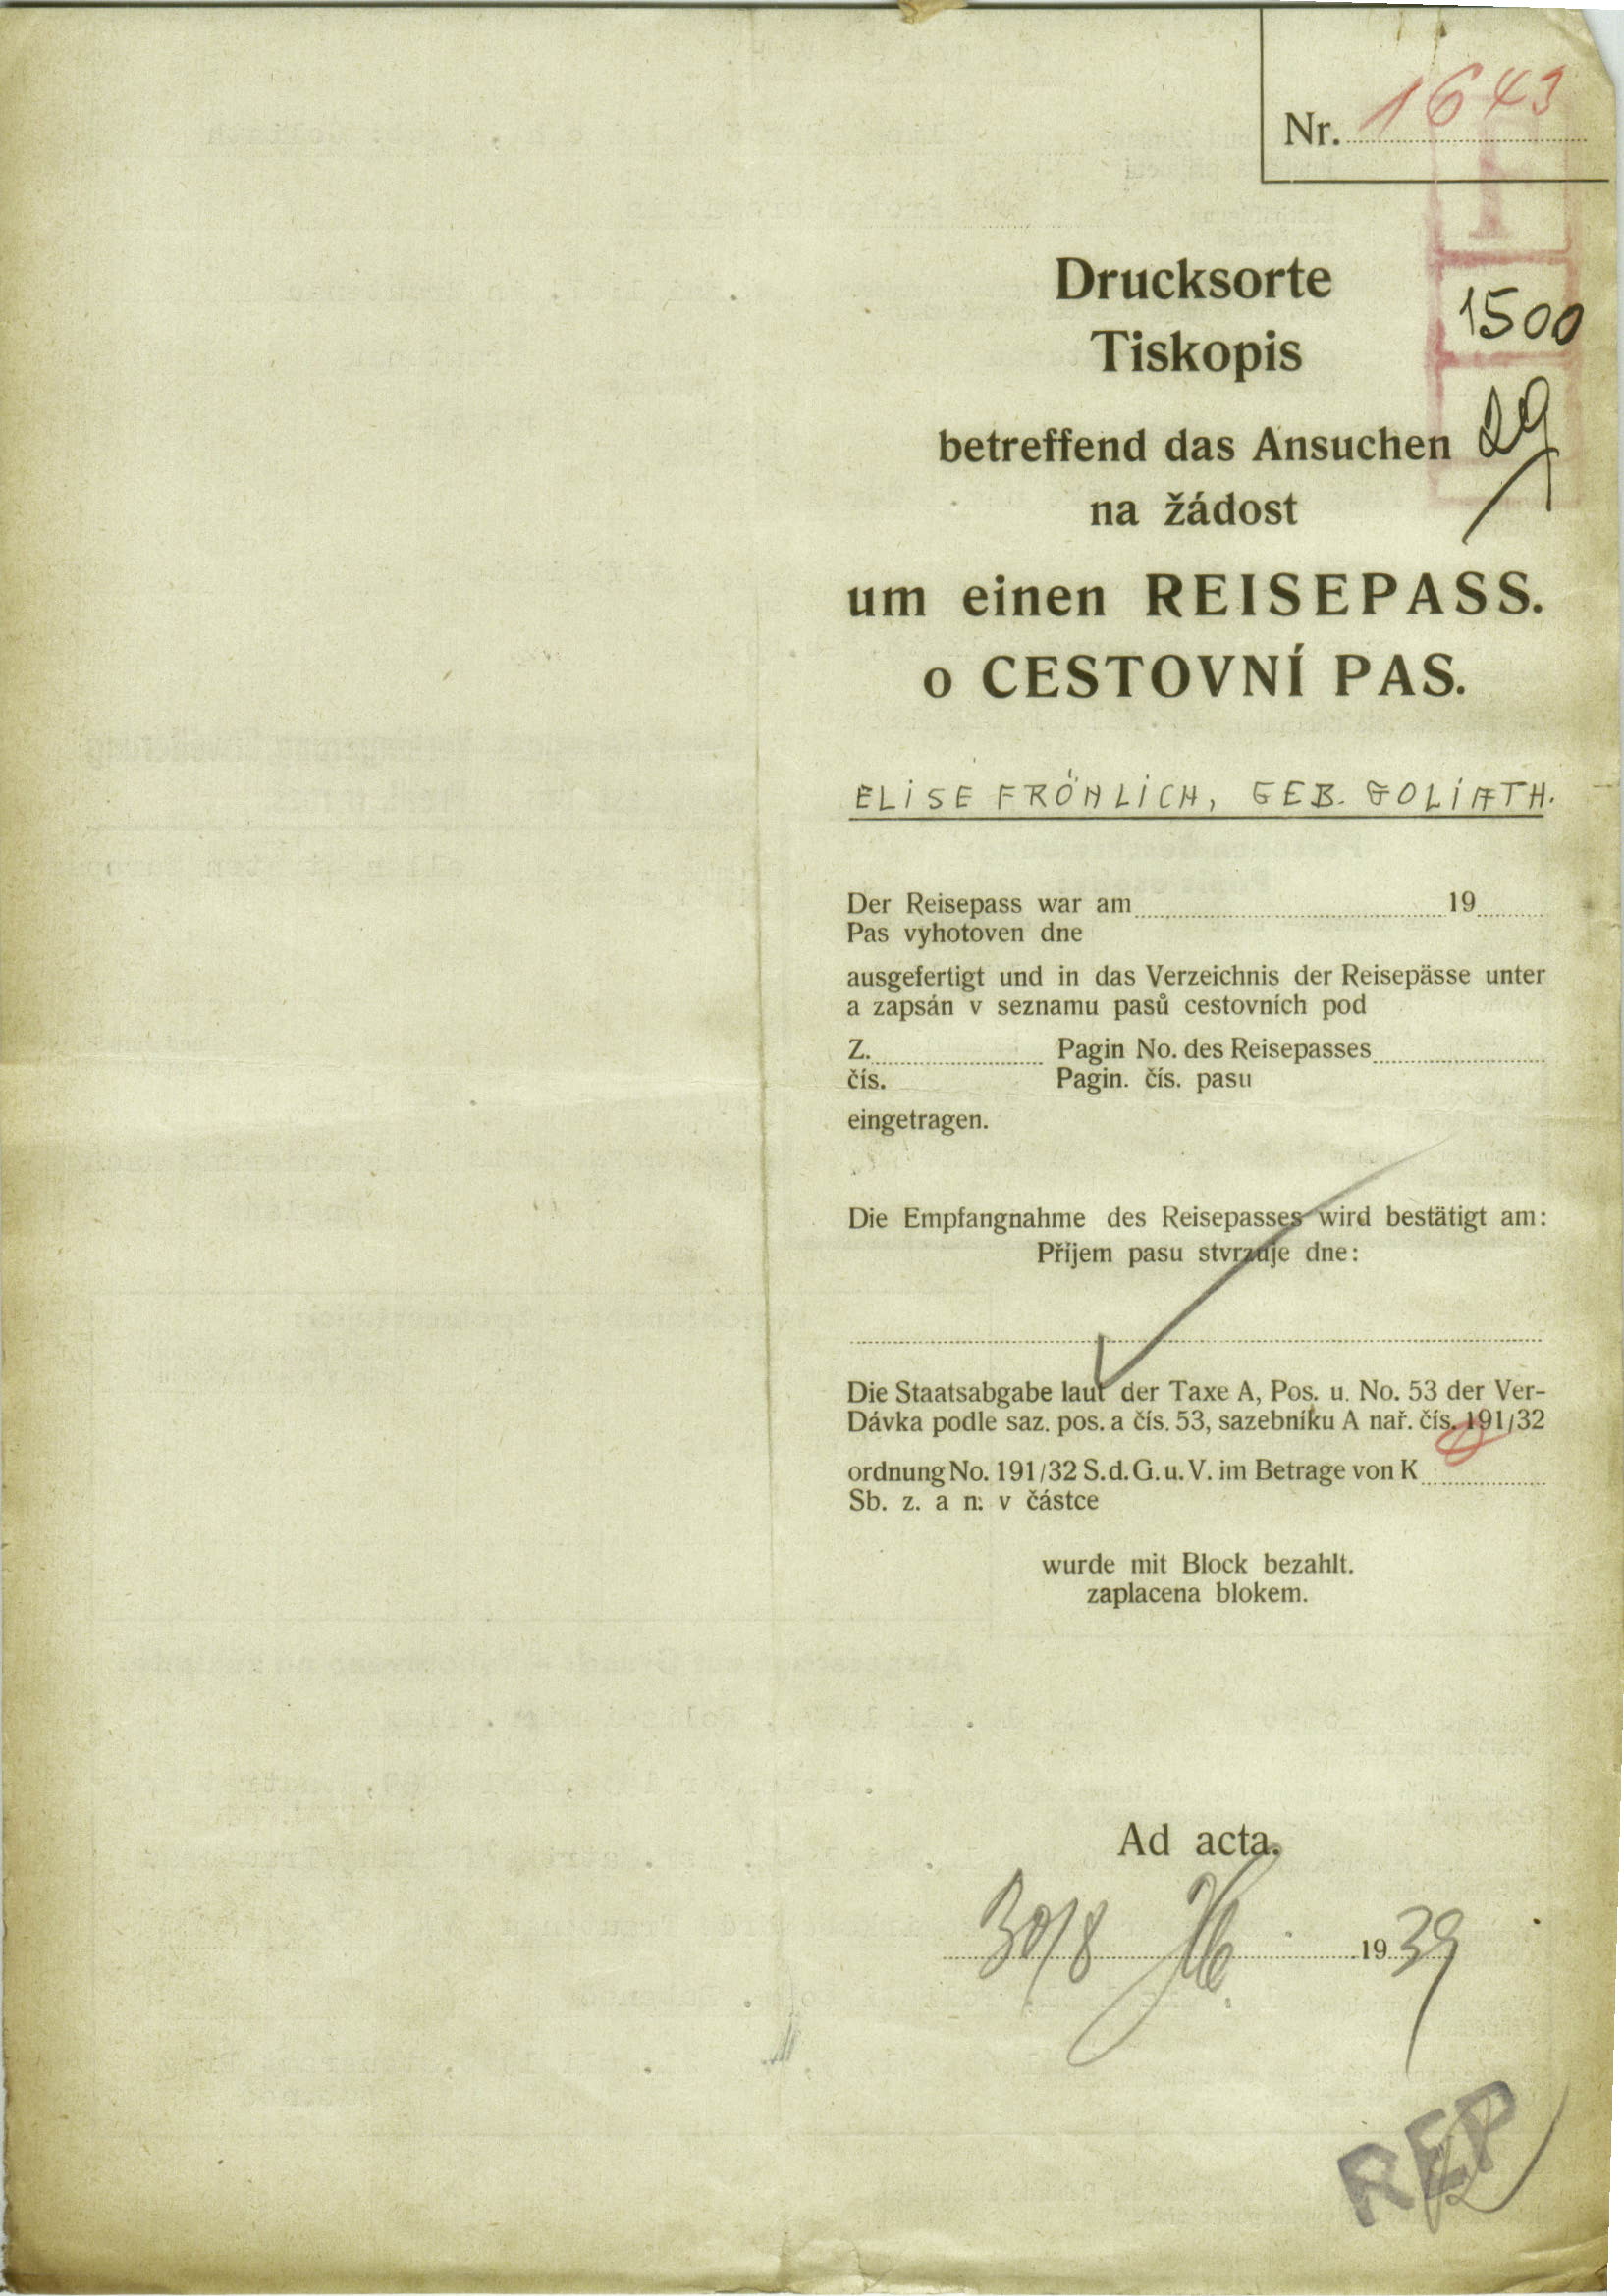 Nr. 1643
Drucksorte
Tiskopis
1500
29
betreffend das Ansuchen
na žádost
um einen REISEPASS.
o CESTOVNÍ PAS.
ELISE FRÖHLICH, GEB. GOLIATH.
Der Reisepass war am 19
Pas vyhotoven dne
ausgefertigt und in das Verzeichnis der Reisepässe unter
a zapsán v seznamu pasů cestovních pod
Z. Pagin No. des Reisepasses
čís. Pagin. čís. pasu
eingetragen.
Die Empfangnahme des Reisepasses wird bestätigt am:
Příjem pasu stvrzuje dne:
Die Staatsabgabe laut der Taxe A, Pos. u. No. 53 der Ver-
Dávka podle saz. pos. a čís. 53, sazebníku A nař. čís. 191/32
ordnung No. 191/32 S. d. G. u. V. im Betrage von K
Sb. z. a n. v částce
wurde mit Block bezahlt.
zaplacena blokem.
Ad acta.
30/8 1939
REP